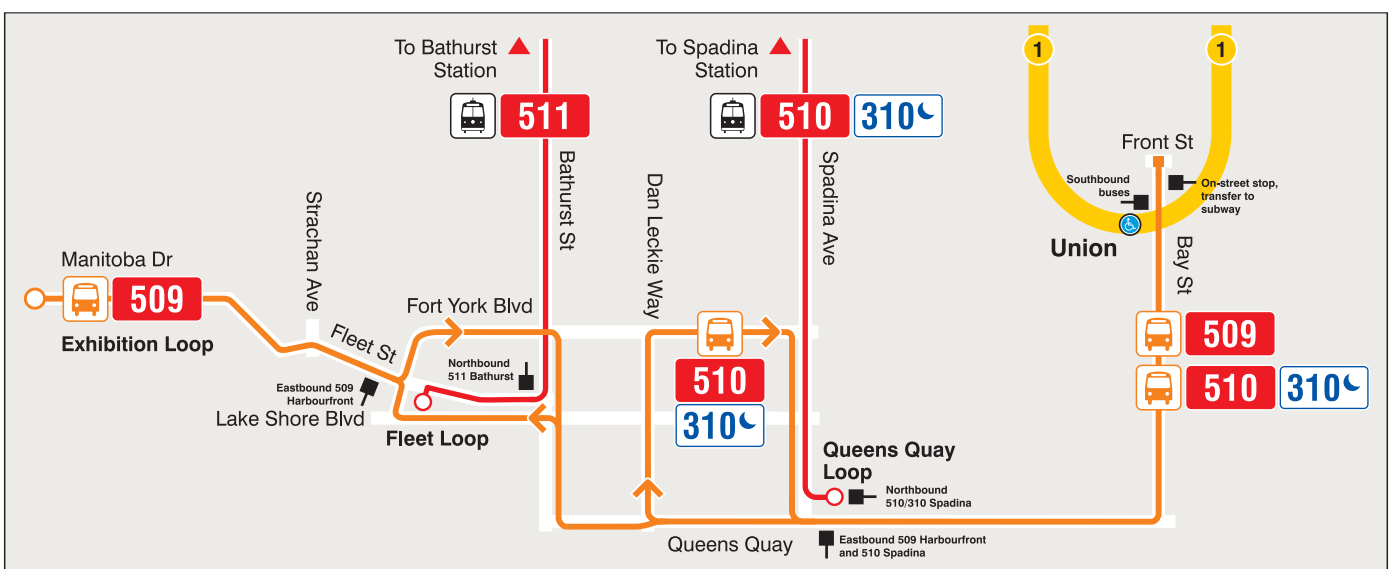 To Bathurst
Station
511
To Spadina
Station
510
310
1
1
Front St
Southbound
buses
On-street stop,
transfer to
subway
Union
Bathurst St
Dan Leckie Way
Spadina Ave
Strachan Ave
Bay St
Manitoba Dr
509
Exhibition Loop
Fort York Blvd
Fleet St
Northbound
511 Bathurst
Eastbound 509
Harbourfront
Lake Shore Blvd
Fleet Loop
510
310
509
510
310
Queens Quay
Loop
Northbound
510/310 Spadina
Queens Quay
Eastbound 509 Harbourfront
and 510 Spadina